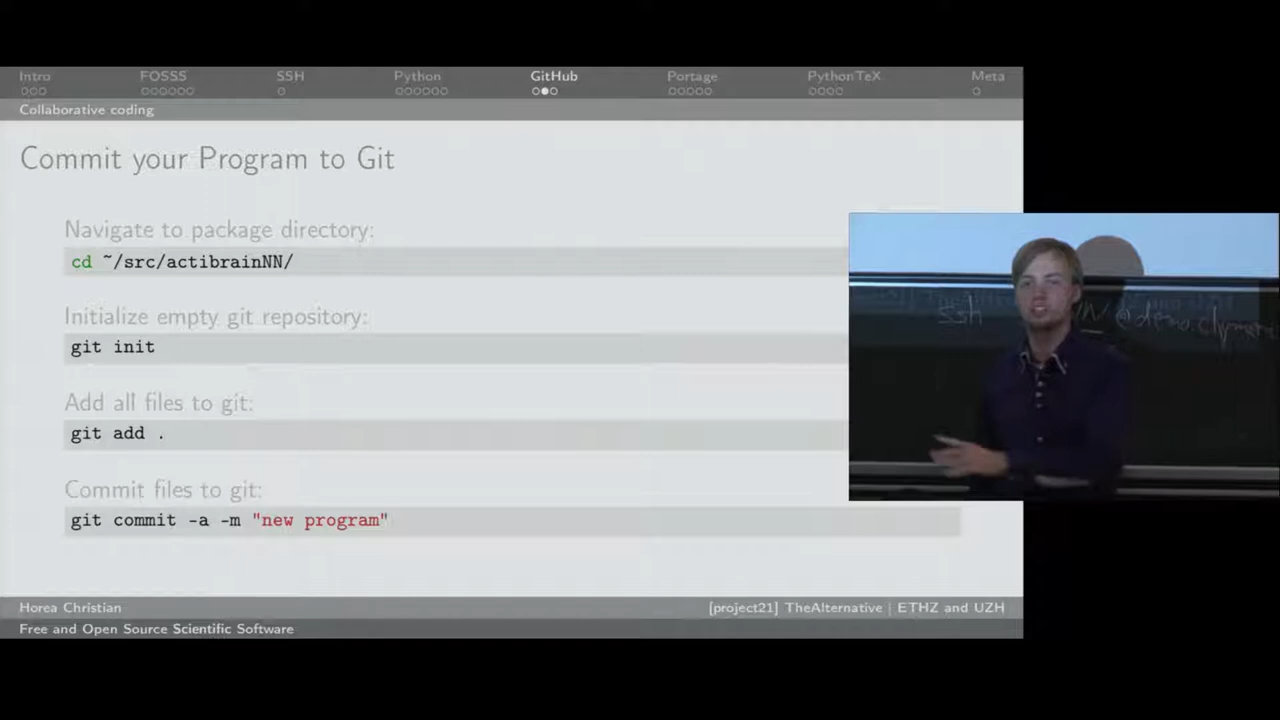 Intro FOSSS SSH Python GitHub Portage PythonTeX Meta
Collaborative coding
Commit your Program to Git
Navigate to package directory:
cd ~/src/actibrainNN/
Initialize empty git repository:
git init
Add all files to git:
git add .
Commit files to git:
git commit -a -m "new program"
ssh
@demo.
Horea Christian [project21] TheAlternative | ETHZ and UZH
Free and Open Source Scientific Software